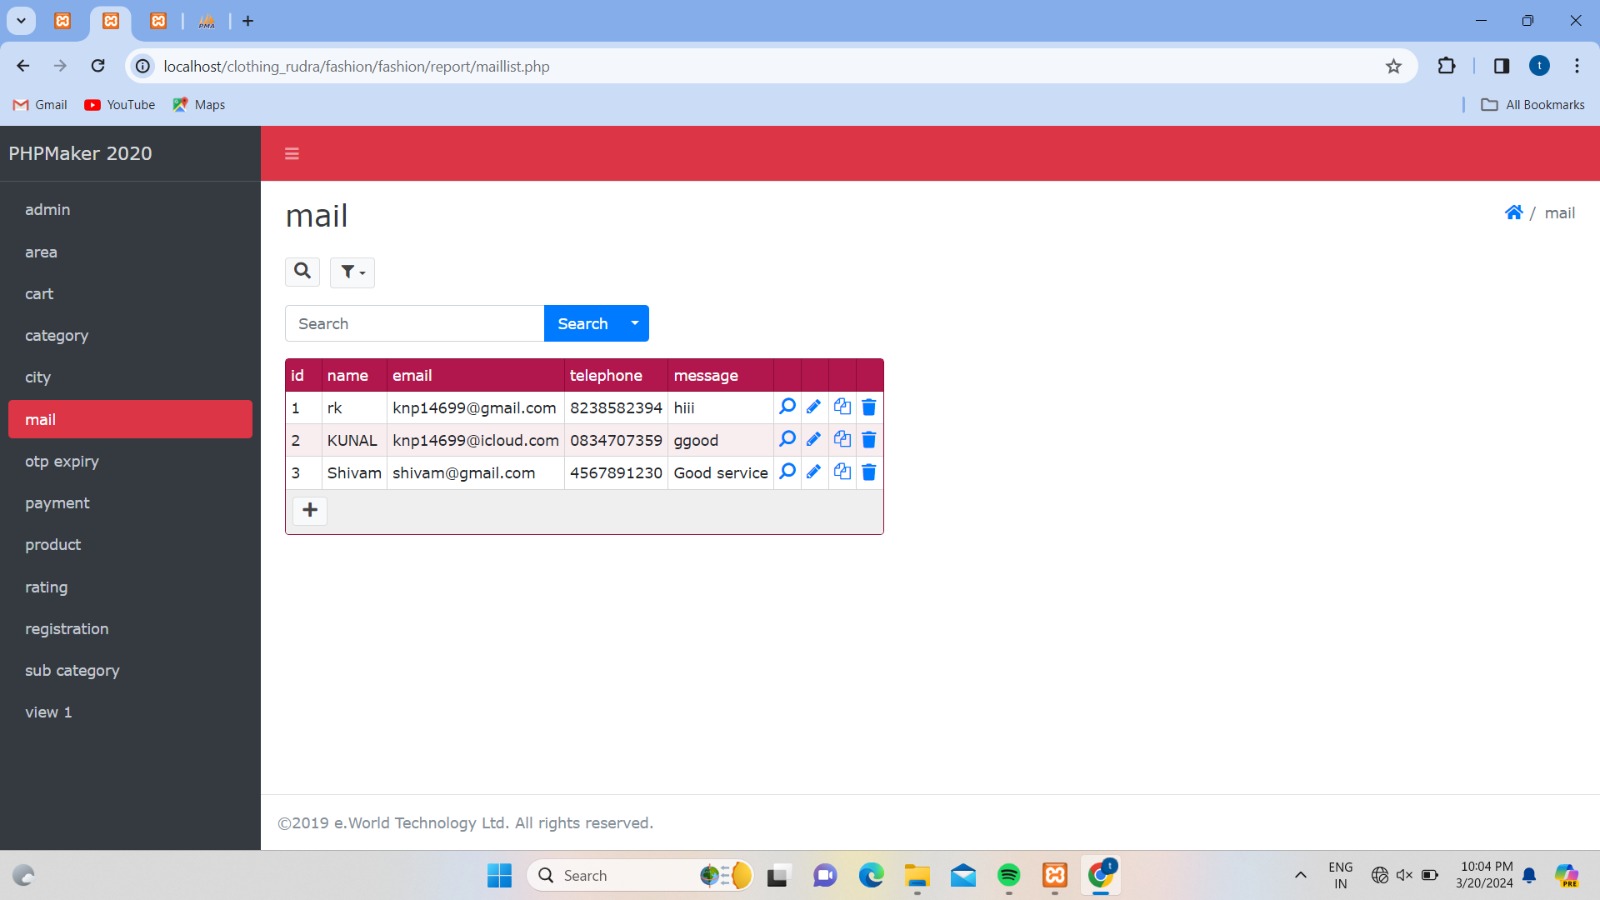 PMA
localhost/clothing_rudra/fashion/fashion/report/maillist.php
t
Gmail YouTube Maps All Bookmarks
PHPMaker 2020
admin
area
cart
category
city
mail
otp expiry
payment
product
rating
registration
sub category
view 1
mail
/ mail
Search Search
id name email telephone message
1 rk knp14699@gmail.com 8238582394 hiii
2 KUNAL knp14699@icloud.com 0834707359 ggood
3 Shivam shivam@gmail.com 4567891230 Good service
©2019 e.World Technology Ltd. All rights reserved.
Search
t
ENG
IN
10:04 PM
3/20/2024
PRE